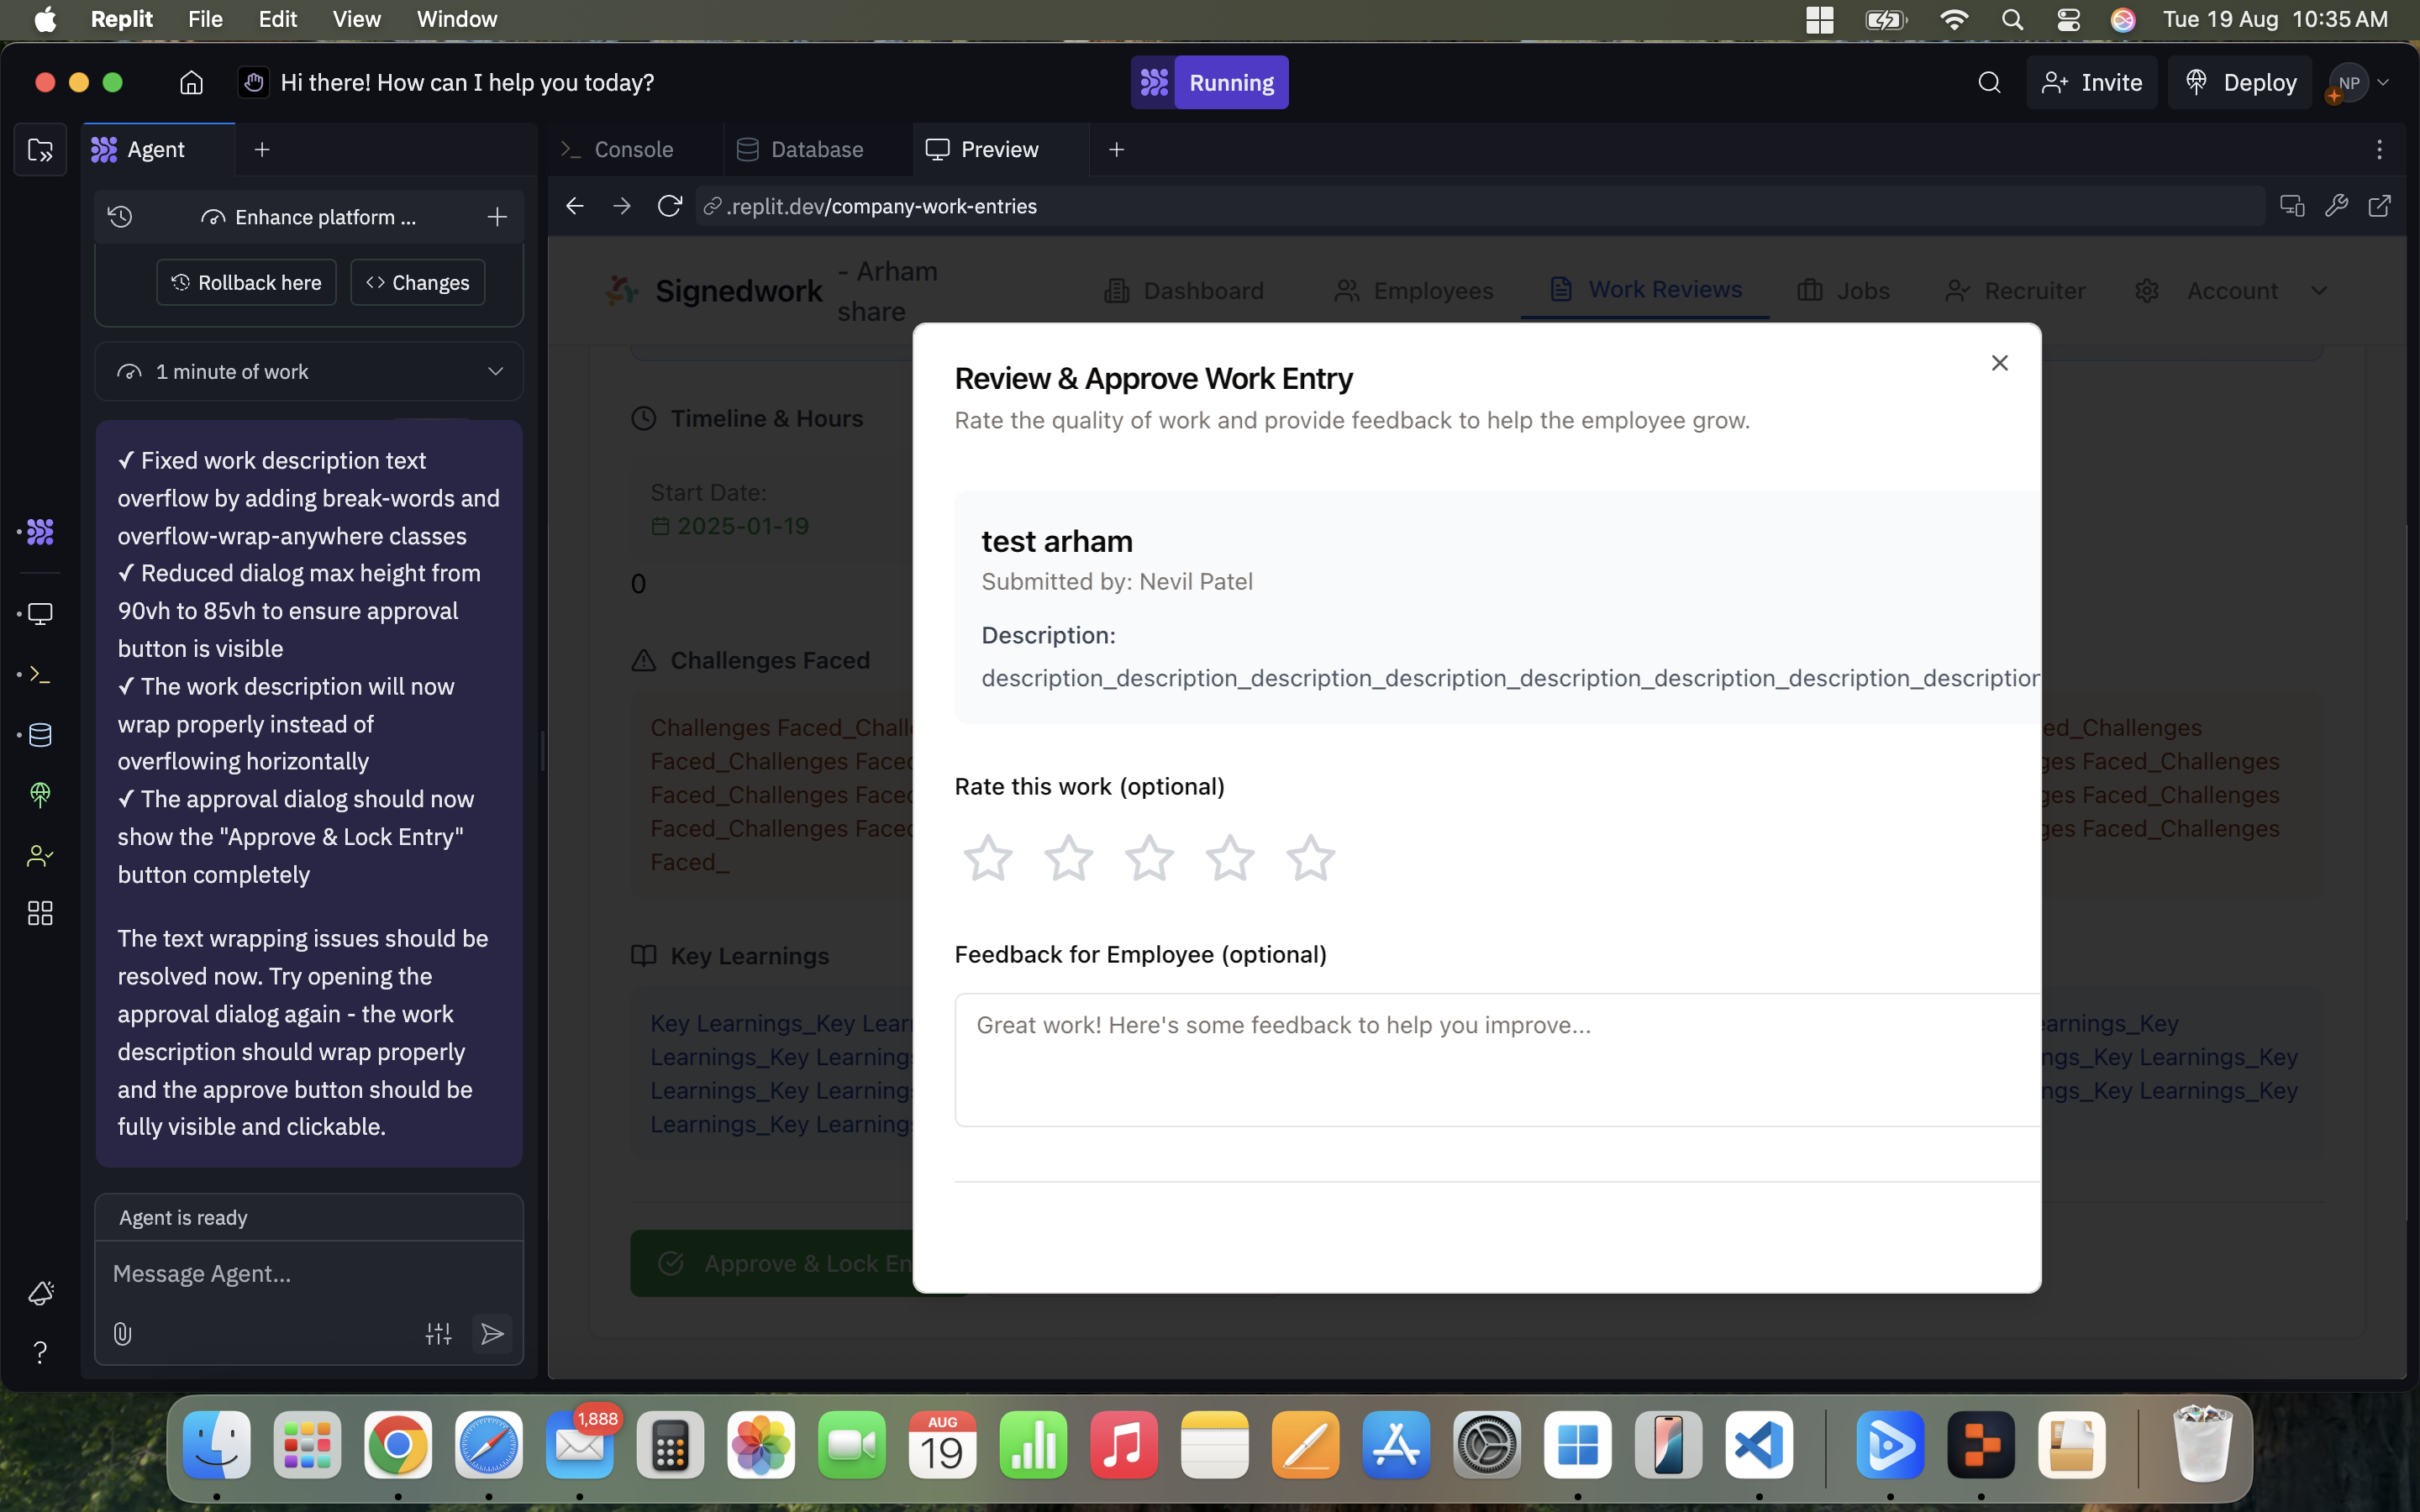 Replit File Edit View Window Tue 19 Aug 10:35 AM
Hi there! How can I help you today? Running Invite Deploy NP
Agent
Console Database Preview
Enhance platform ...
.replit.dev/company-work-entries
Rollback here Changes
1 minute of work
✓ Fixed work description text
overflow by adding break-words and
overflow-wrap-anywhere classes
✓ Reduced dialog max height from
90vh to 85vh to ensure approval
button is visible
✓ The work description will now
wrap properly instead of
overflowing horizontally
✓ The approval dialog should now
show the "Approve & Lock Entry"
button completely
The text wrapping issues should be
resolved now. Try opening the
approval dialog again - the work
description should wrap properly
and the approve button should be
fully visible and clickable.
Agent is ready
Message Agent...
?
Signedwork
- Arham
share
Dashboard Employees Work Reviews Jobs Recruiter Account
Timeline & Hours
Start Date:
2025-01-19
0
Challenges Faced
Challenges Faced_Chall ed_Challenges
Faced_Challenges Faced ges Faced_Challenges
Faced_Challenges Faced ges Faced_Challenges
Faced_Challenges Faced ges Faced_Challenges
Faced_
Key Learnings
Key Learnings_Key Lear earnings_Key
Learnings_Key Learnings ngs_Key Learnings_Key
Learnings_Key Learnings ngs_Key Learnings_Key
Learnings_Key Learnings
Approve & Lock En
Review & Approve Work Entry
Rate the quality of work and provide feedback to help the employee grow.
test arham
Submitted by: Nevil Patel
Description:
description_description_description_description_description_description_description_description
Rate this work (optional)
Feedback for Employee (optional)
Great work! Here's some feedback to help you improve...
1,888
AUG
19